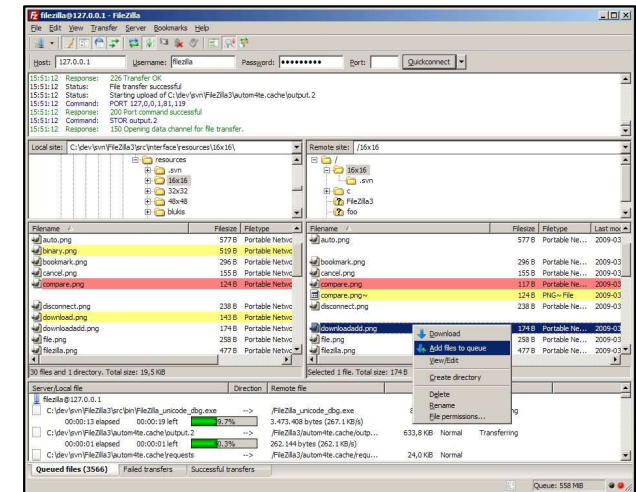 filezilla@127.0.0.1 - FileZilla
File Edit View Transfer Server Bookmarks Help
Host: 127.0.0.1 Username: filezilla Password: ••••••••• Port: Quickconnect
15:51:12 Response: 226 Transfer OK
15:51:12 Status: File transfer successful
15:51:12 Status: Starting upload of C:\dev\svn\FileZilla3\autom4te.cache\output.2
15:51:12 Command: PORT 127,0,0,1,81,119
15:51:12 Response: 200 Port command successful
15:51:12 Command: STOR output.2
15:51:12 Response: 150 Opening data channel for file transfer.
Local site: C:\dev\svn\FileZilla3\src\interface\resources\16x16\
resources
.svn
16x16
32x32
48x48
blukis
Remote site: /16x16
/
16x16
.svn
c
FileZilla3
foo
Filename Filesize Filetype
auto.png 577 B Portable Netwo
binary.png 519 B Portable Netwo
bookmark.png 296 B Portable Netwo
cancel.png 155 B Portable Netwo
compare.png 124 B Portable Netwo
disconnect.png 238 B Portable Netwo
download.png 143 B Portable Netwo
downloadadd.png 174 B Portable Netwo
file.png 258 B Portable Netwo
filezilla.png 477 B Portable Netwo
30 files and 1 directory. Total size: 19,5 KiB
Filename Filesize Filetype Last mo
auto.png 577 B Portable Ne... 2009-03
bookmark.png 296 B Portable Ne... 2009-03
cancel.png 155 B Portable Ne... 2009-03
compare.png 117 B Portable Ne... 2009-03
compare.png~ 124 B PNG~ File 2009-03
disconnect.png 238 B Portable Ne... 2009-03
downloadadd.png 174 B Portable Ne... 2009-03
file.png 258 B Portable Ne... 2009-03
filezilla.png 477 B Portable Ne... 2009-03
Selected 1 file. Total size: 174 B
Download
Add files to queue
View/Edit
Create directory
Delete
Rename
File permissions...
Server/Local file Direction Remote file
filezilla@127.0.0.1
C:\dev\svn\FileZilla3\src\bin\FileZilla_unicode_dbg.exe --> /FileZilla_unicode_dbg.exe
00:00:13 elapsed 00:00:19 left 9.7% 3.473.408 bytes (267.1 KB/s)
C:\dev\svn\FileZilla3\autom4te.cache\output.2 --> /FileZilla3/autom4te.cache/outp... 633,8 KiB Normal Transferring
00:00:01 elapsed 00:00:01 left 0.3% 262.144 bytes (262.1 KB/s)
C:\dev\svn\FileZilla3\autom4te.cache\requests --> /FileZilla3/autom4te.cache/requ... 24,0 KiB Normal
Queued files (3566) Failed transfers Successful transfers
Queue: 558 MiB